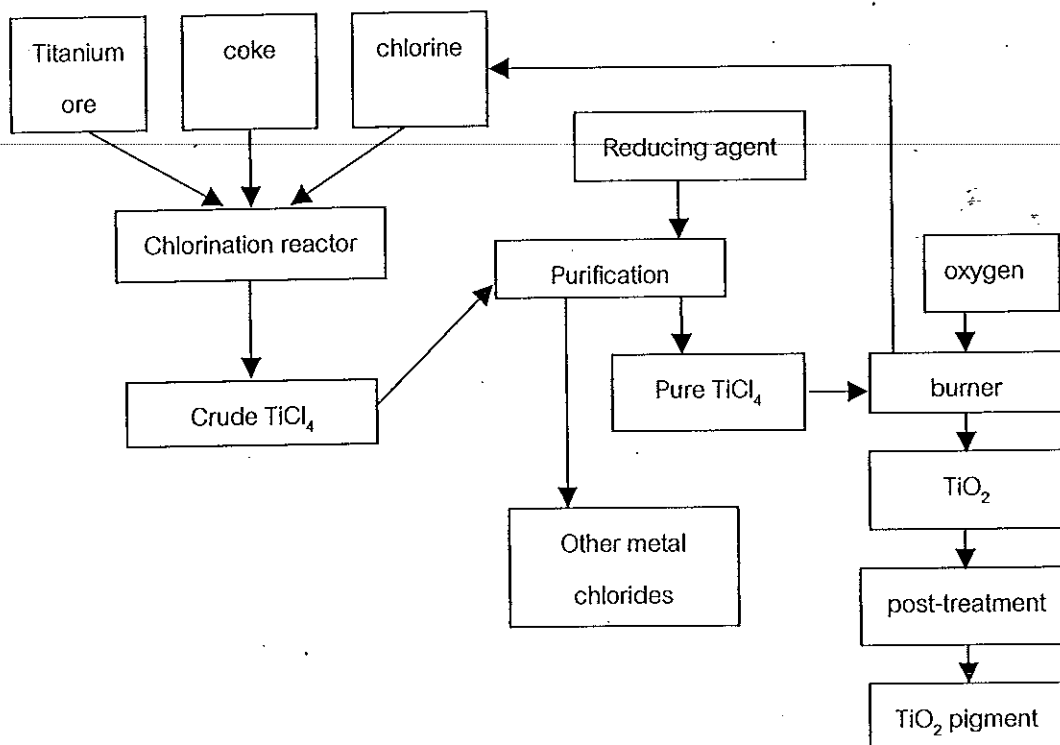 Titanium
ore
coke
chlorine
Reducing agent
Chlorination reactor
Purification
oxygen
Crude TiCl₄
Pure TiCl₄
burner
TiO₂
Other metal
chlorides
post-treatment
TiO₂ pigment